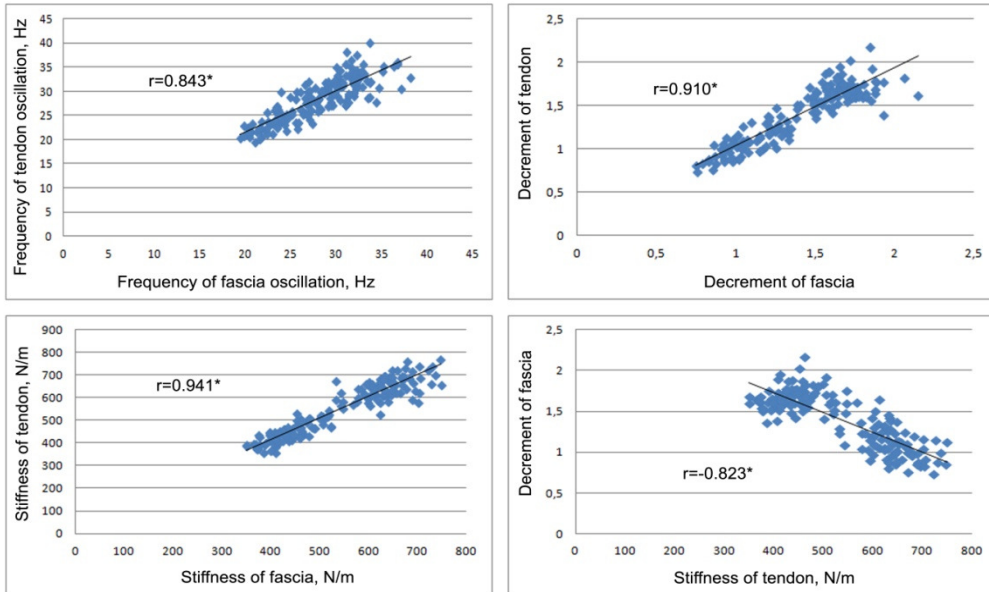 Frequency of tendon oscillation, Hz
45
40
35
30
25
20
15
10
5
0
r=0.843*
0 5 10 15 20 25 30 35 40 45
Frequency of fascia oscillation, Hz
Decrement of tendon
2,5
2
1,5
1
0,5
0
r=0.910*
0 0,5 1 1,5 2 2,5
Decrement of fascia
Stiffness of tendon, N/m
900
800
700
600
500
400
300
200
100
0
r=0.941*
0 100 200 300 400 500 600 700 800
Stiffness of fascia, N/m
Decrement of fascia
2,5
2
1,5
1
0,5
0
r=-0.823*
0 100 200 300 400 500 600 700 800
Stiffness of tendon, N/m